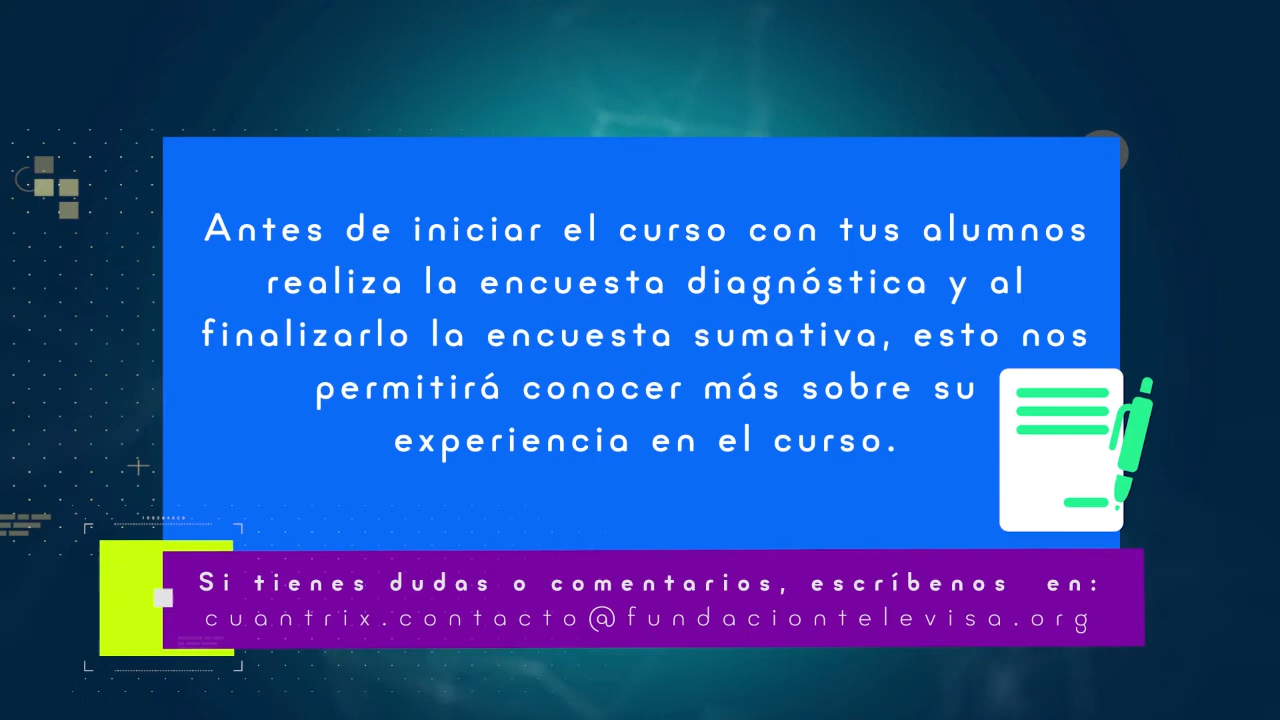 Antes de iniciar el curso con tus alumnos
realiza la encuesta diagnóstica y al
finalizarlo la encuesta sumativa, esto nos
permitirá conocer más sobre su
experiencia en el curso.
Si tienes dudas o comentarios, escríbenos en:
cuantrix.contacto@fundaciontelevisa.org